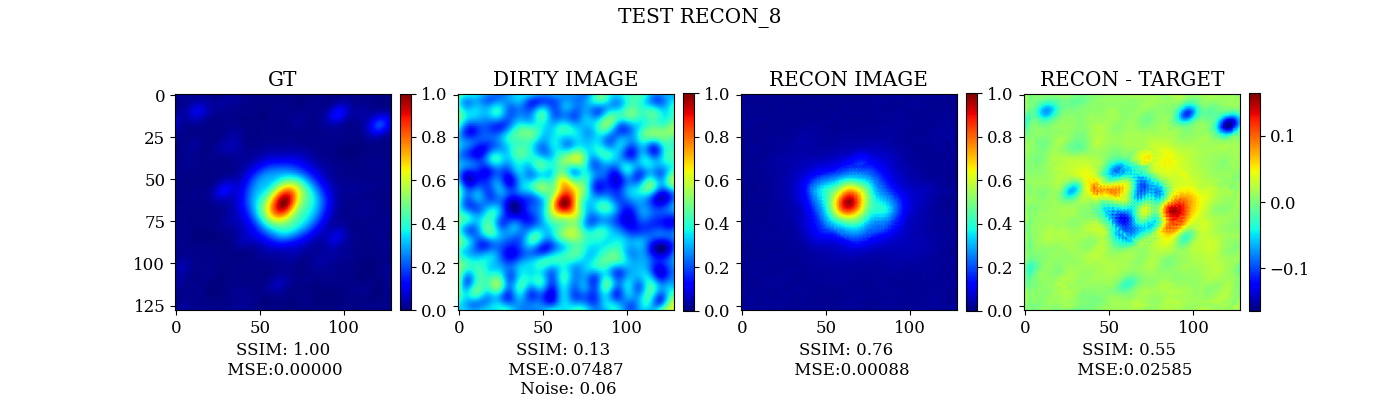 TEST RECON_8
GT
DIRTY IMAGE
RECON IMAGE
RECON - TARGET
0
25
50
75
100
125
0
50
100
1.0
0.8
0.6
0.4
0.2
0.0
0
50
100
1.0
0.8
0.6
0.4
0.2
0.0
0
50
100
1.0
0.8
0.6
0.4
0.2
0.0
0
50
100
0.1
0.0
−0.1
SSIM: 1.00
MSE:0.00000
SSIM: 0.13
MSE:0.07487
Noise: 0.06
SSIM: 0.76
MSE:0.00088
SSIM: 0.55
MSE:0.02585